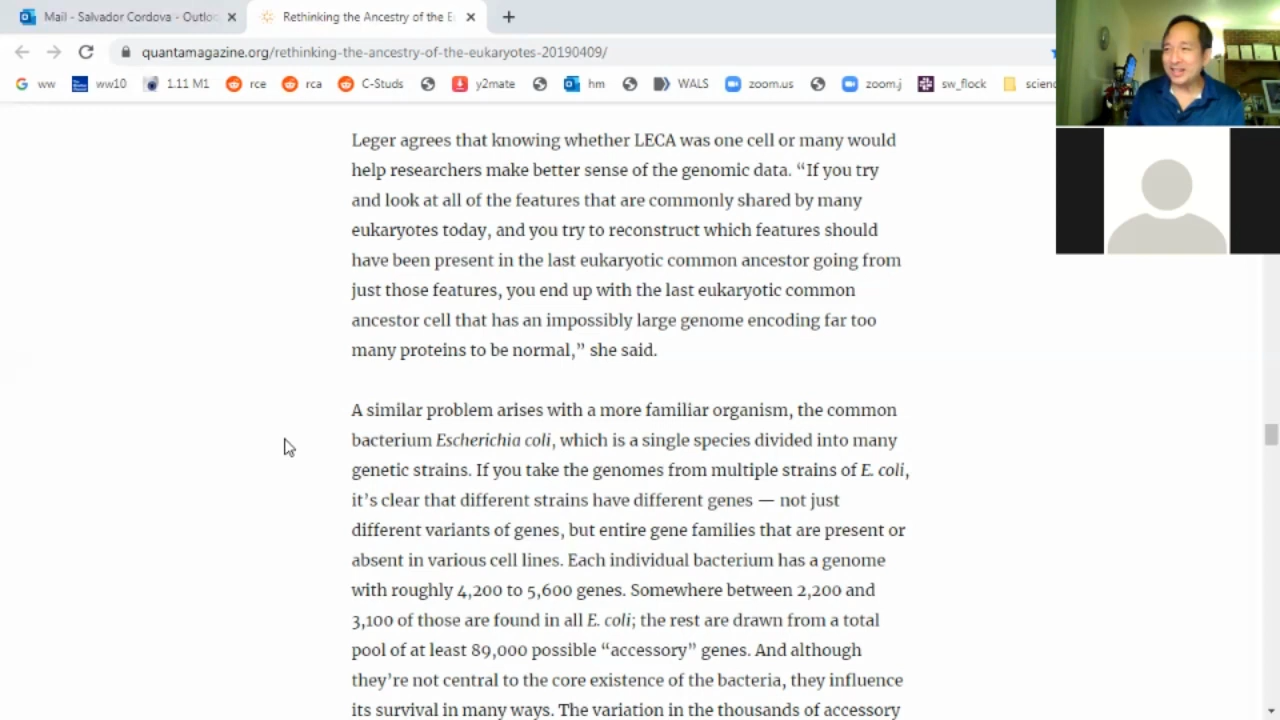 Mail - Salvador Cordova - Outlo
Rethinking the Ancestry of the E
quantamagazine.org/rethinking-the-ancestry-of-the-eukaryotes-20190409/
ww ww10 1.11 M1 rce rca C-Studs y2mate hm WALS zoom.us zoom.j sw_flock scienc
Leger agrees that knowing whether LECA was one cell or many would
help researchers make better sense of the genomic data. “If you try
and look at all of the features that are commonly shared by many
eukaryotes today, and you try to reconstruct which features should
have been present in the last eukaryotic common ancestor going from
just those features, you end up with the last eukaryotic common
ancestor cell that has an impossibly large genome encoding far too
many proteins to be normal,” she said.
A similar problem arises with a more familiar organism, the common
bacterium Escherichia coli, which is a single species divided into many
genetic strains. If you take the genomes from multiple strains of E. coli,
it’s clear that different strains have different genes — not just
different variants of genes, but entire gene families that are present or
absent in various cell lines. Each individual bacterium has a genome
with roughly 4,200 to 5,600 genes. Somewhere between 2,200 and
3,100 of those are found in all E. coli; the rest are drawn from a total
pool of at least 89,000 possible “accessory” genes. And although
they’re not central to the core existence of the bacteria, they influence
its survival in many ways. The variation in the thousands of accessory